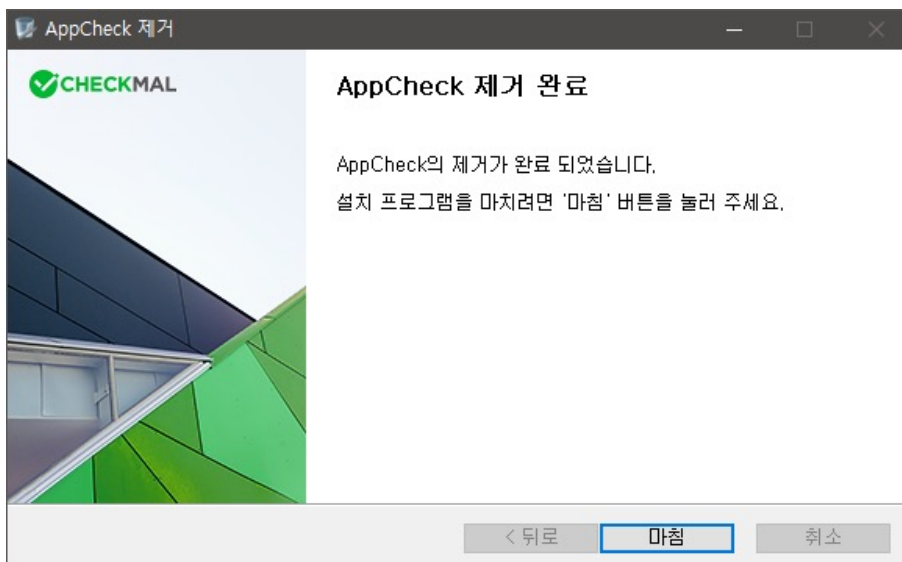 AppCheck 제거
CHECKMAL
AppCheck 제거 완료
AppCheck의 제거가 완료 되었습니다.
설치 프로그램을 마치려면 '마침' 버튼을 눌러 주세요.
< 뒤로
마침
취소